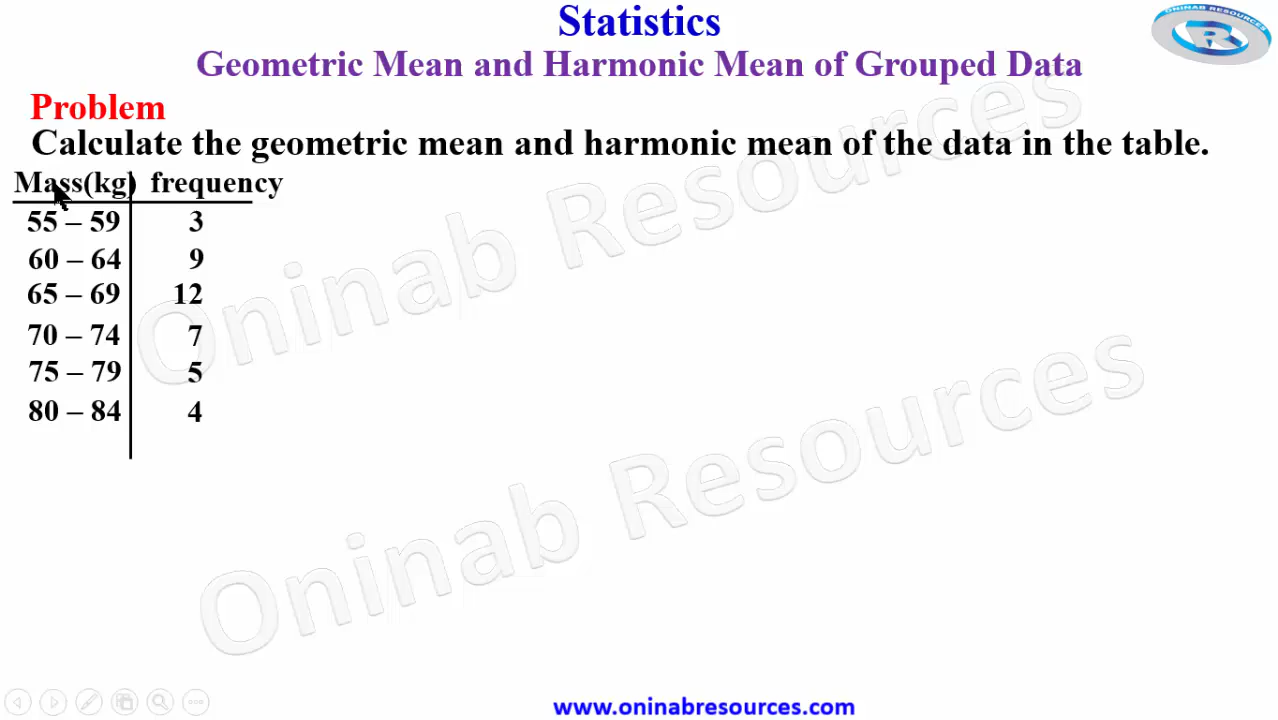 Statistics
ONINAB RESOURCES
R
Geometric Mean and Harmonic Mean of Grouped Data
Problem
Calculate the geometric mean and harmonic mean of the data in the table.
Mass(kg) frequency
55 – 59 3
60 – 64 9
65 – 69 12
70 – 74 7
75 – 79 5
80 – 84 4
Oninab Resources
Oninab Resources
www.oninabresources.com